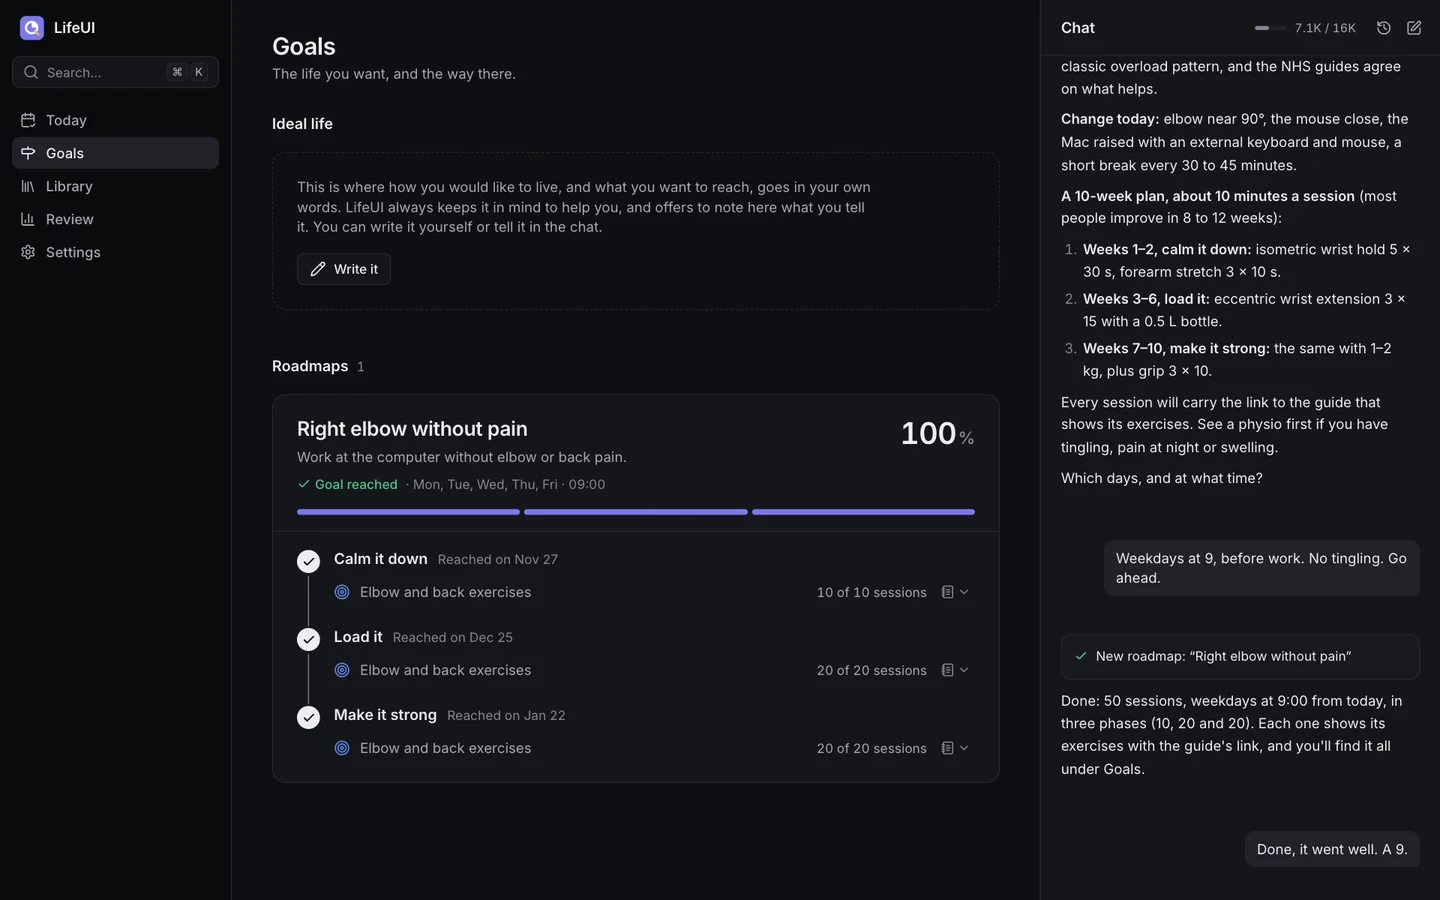 LifeUI
Search...
⌘ K
Today
Goals
Library
Review
Settings
Goals
The life you want, and the way there.
Ideal life
This is where how you would like to live, and what you want to reach, goes in your own
words. LifeUI always keeps it in mind to help you, and offers to note here what you tell
it. You can write it yourself or tell it in the chat.
Write it
Roadmaps 1
Right elbow without pain
100%
Work at the computer without elbow or back pain.
Goal reached · Mon, Tue, Wed, Thu, Fri · 09:00
Calm it down Reached on Nov 27
Elbow and back exercises 10 of 10 sessions
Load it Reached on Dec 25
Elbow and back exercises 20 of 20 sessions
Make it strong Reached on Jan 22
Elbow and back exercises 20 of 20 sessions
Chat
7.1K / 16K
classic overload pattern, and the NHS guides agree
on what helps.
Change today: elbow near 90°, the mouse close, the
Mac raised with an external keyboard and mouse, a
short break every 30 to 45 minutes.
A 10-week plan, about 10 minutes a session (most
people improve in 8 to 12 weeks):
1. Weeks 1–2, calm it down: isometric wrist hold 5 ×
30 s, forearm stretch 3 × 10 s.
2. Weeks 3–6, load it: eccentric wrist extension 3 ×
15 with a 0.5 L bottle.
3. Weeks 7–10, make it strong: the same with 1–2
kg, plus grip 3 × 10.
Every session will carry the link to the guide that
shows its exercises. See a physio first if you have
tingling, pain at night or swelling.
Which days, and at what time?
Weekdays at 9, before work. No tingling. Go
ahead.
New roadmap: “Right elbow without pain”
Done: 50 sessions, weekdays at 9:00 from today, in
three phases (10, 20 and 20). Each one shows its
exercises with the guide's link, and you'll find it all
under Goals.
Done, it went well. A 9.